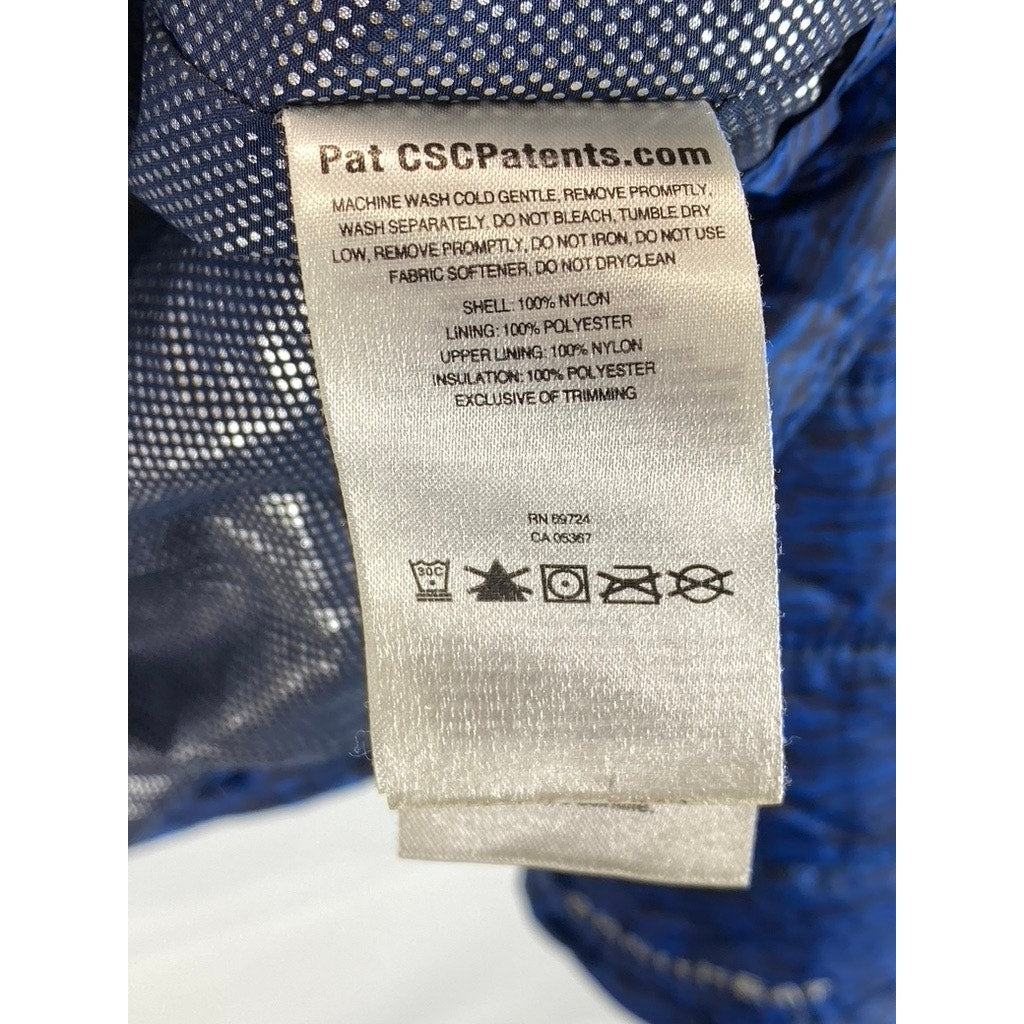 Pat CSCPatents.com
MACHINE WASH COLD GENTLE, REMOVE PROMPTLY,
WASH SEPARATELY, DO NOT BLEACH, TUMBLE DRY
LOW, REMOVE PROMPTLY, DO NOT IRON, DO NOT USE
FABRIC SOFTENER, DO NOT DRYCLEAN
SHELL: 100% NYLON
LINING: 100% POLYESTER
UPPER LINING: 100% NYLON
INSULATION: 100% POLYESTER
EXCLUSIVE OF TRIMMING
RN 69724
CA 05367
30C